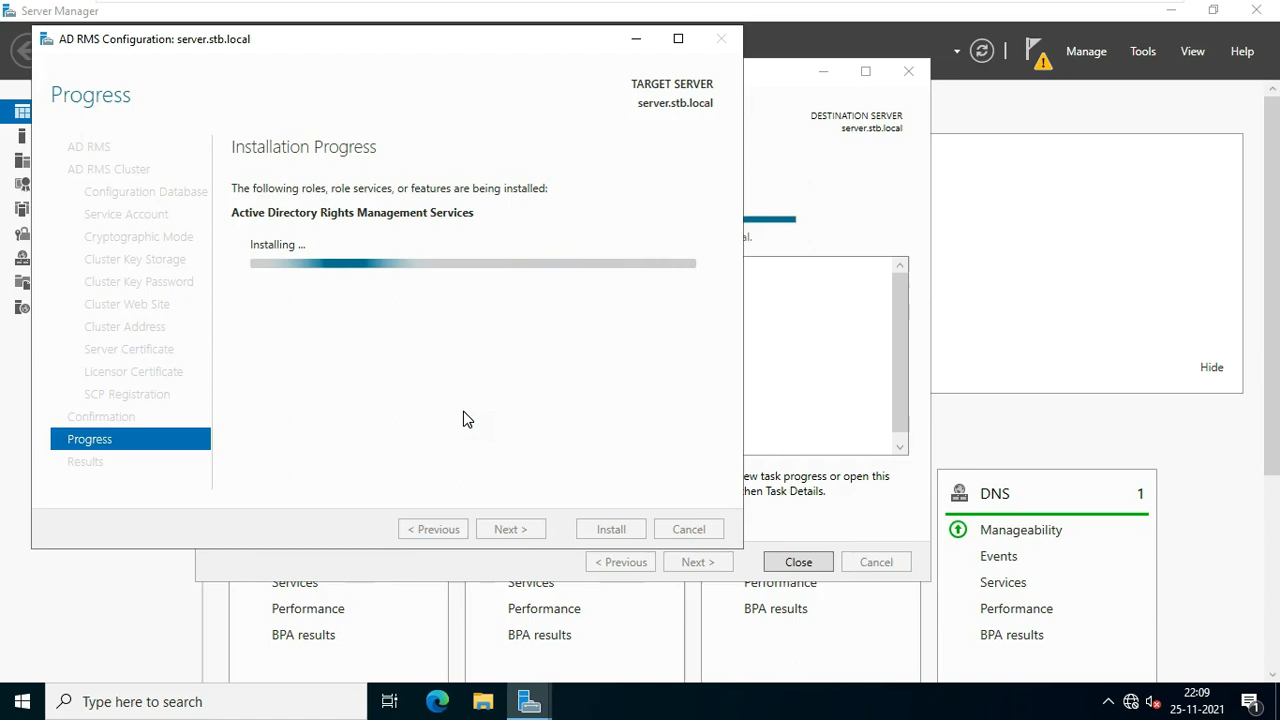 Server Manager
AD RMS Configuration: server.stb.local
Manage
Tools
View
Help
Progress
TARGET SERVER
server.stb.local
DESTINATION SERVER
server.stb.local
AD RMS
AD RMS Cluster
Configuration Database
Service Account
Cryptographic Mode
Cluster Key Storage
Cluster Key Password
Cluster Web Site
Cluster Address
Server Certificate
Licensor Certificate
SCP Registration
Confirmation
Progress
Results
Installation Progress
The following roles, role services, or features are being installed:
Active Directory Rights Management Services
Installing ...
al.
ew task progress or open this
hen Task Details.
< Previous
Next >
Install
Cancel
< Previous
Next >
Close
Cancel
Hide
DNS
1
Manageability
Events
Services
Performance
BPA results
Services
Performance
BPA results
Services
Performance
BPA results
Performance
BPA results
Type here to search
22:09
25-11-2021
1